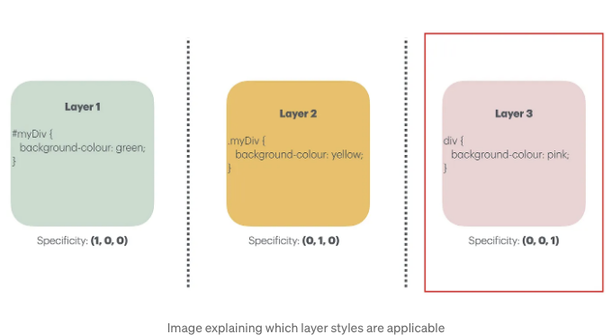 Layer 1
#myDiv {
background-colour: green;
}
Specificity: (1, 0, 0)
Layer 2
.myDiv {
background-colour: yellow;
}
Specificity: (0, 1, 0)
Layer 3
div {
background-colour: pink;
}
Specificity: (0, 0, 1)
Image explaining which layer styles are applicable